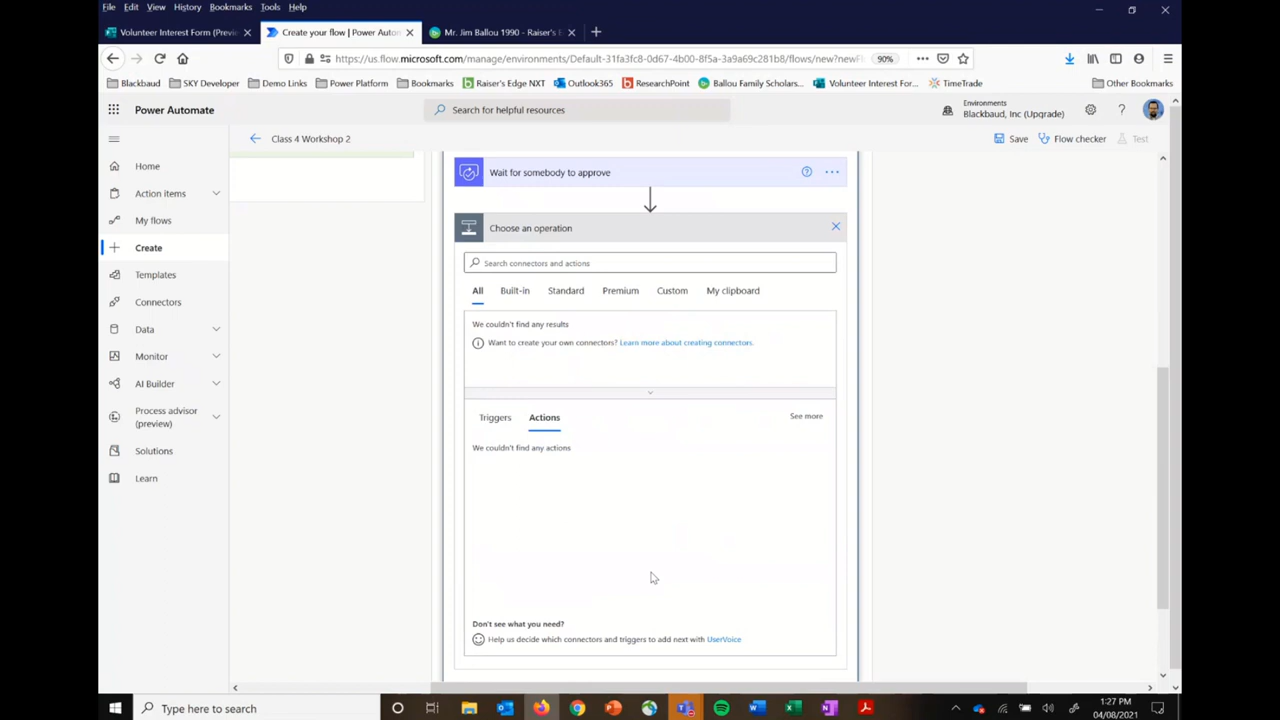 File Edit View History Bookmarks Tools Help
Volunteer Interest Form (Previ
Create your flow | Power Autom
Mr. Jim Ballou 1990 - Raiser's E
https://us.flow.microsoft.com/manage/environments/Default-31fa3fc8-0d67-4b00-8f5a-3a9a69c281b8/flows/new?newFl
90%
Blackbaud
SKY Developer
Demo Links
Power Platform
Bookmarks
Raiser's Edge NXT
Outlook365
ResearchPoint
Ballou Family Scholars...
Volunteer Interest For...
TimeTrade
Other Bookmarks
Power Automate
Search for helpful resources
Environments
Blackbaud, Inc (Upgrade)
Class 4 Workshop 2
Save
Flow checker
Test
Home
Action items
My flows
Create
Templates
Connectors
Data
Monitor
AI Builder
Process advisor
(preview)
Solutions
Learn
Wait for somebody to approve
Choose an operation
Search connectors and actions
All Built-in Standard Premium Custom My clipboard
We couldn't find any results
Want to create your own connectors? Learn more about creating connectors.
Triggers Actions See more
We couldn't find any actions
Don't see what you need?
Help us decide which connectors and triggers to add next with UserVoice
Type here to search
1:27 PM
04/08/2021